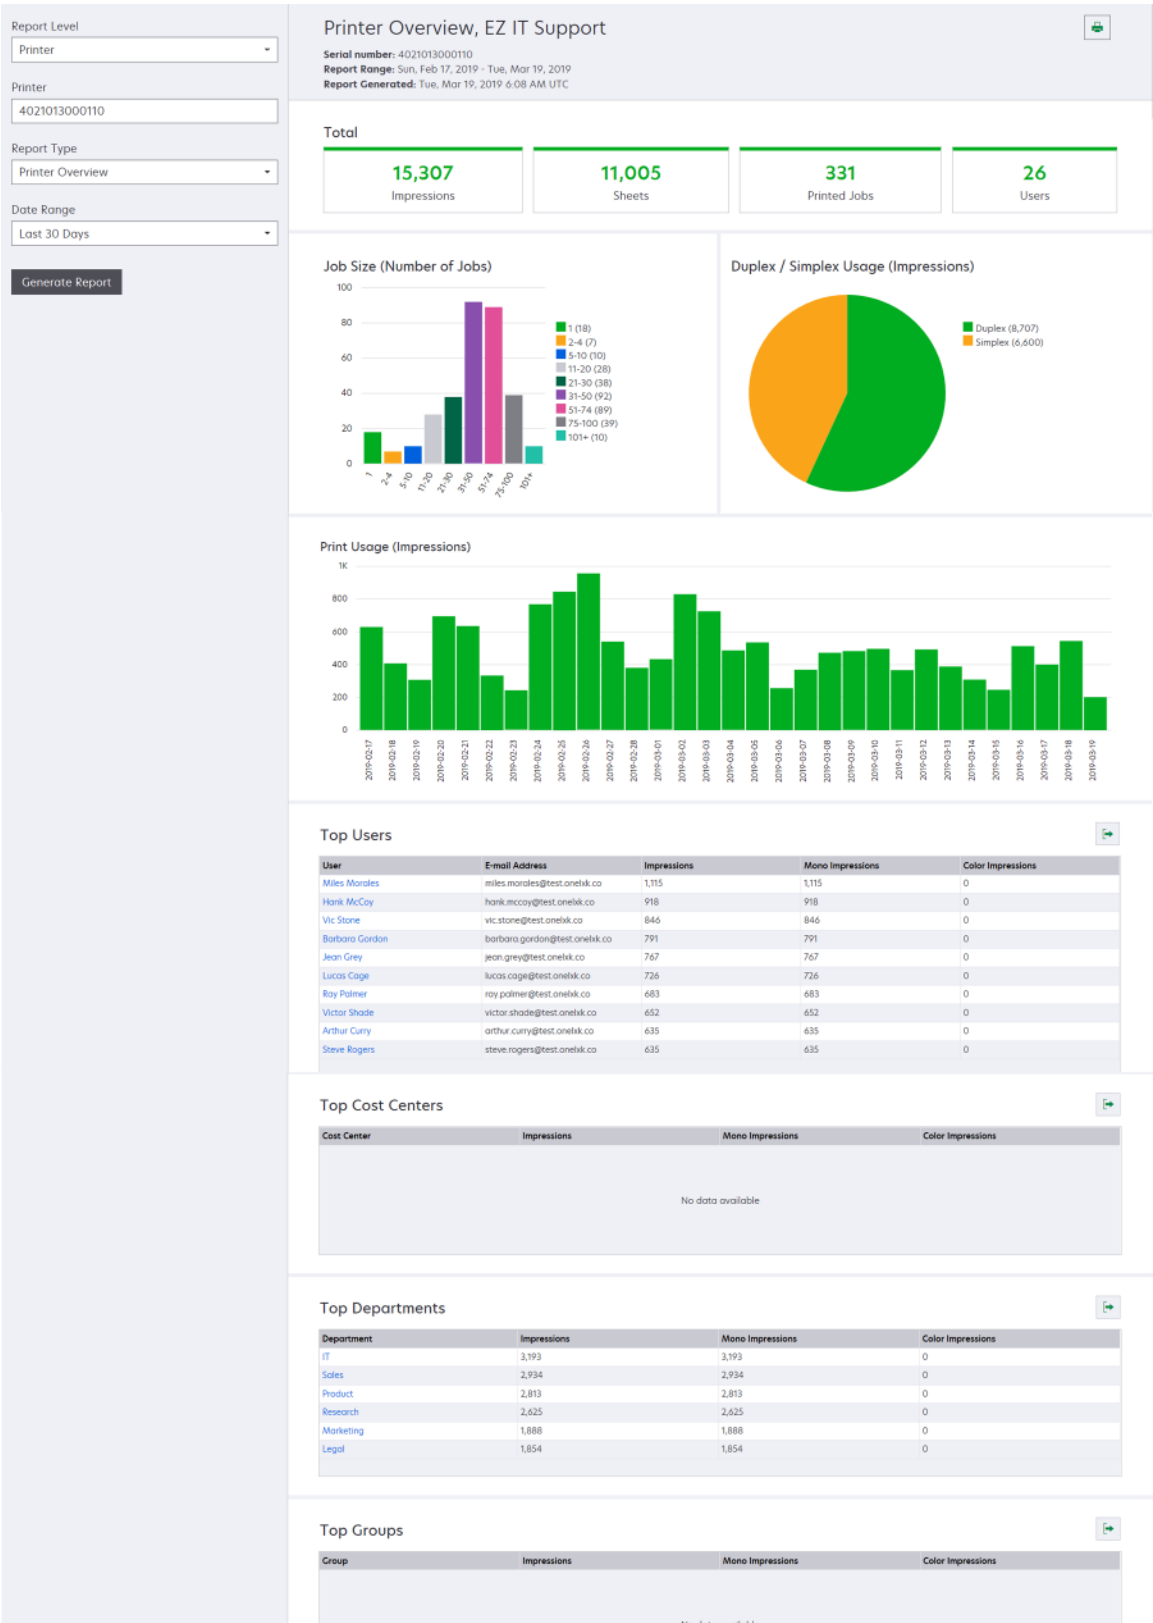 Report Level
Printer
Printer
4021013000110
Report Type
Printer Overview
Date Range
Last 30 Days
Generate Report
Printer Overview, EZ IT Support
Serial number: 4021013000110
Report Range: Sun, Feb 17, 2019 - Tue, Mar 19, 2019
Report Generated: Tue, Mar 19, 2019 6:08 AM UTC
Total
15,307 11,005 331 26
Impressions Sheets Printed Jobs Users
Job Size (Number of Jobs)
100
80
60
40
20
0
1 2-4 5-10 11-20 21-30 31-50 51-74 75-100 101+
1 (18)
2-4 (7)
5-10 (10)
11-20 (28)
21-30 (38)
31-50 (92)
51-74 (89)
75-100 (39)
101+ (10)
Duplex / Simplex Usage (Impressions)
Duplex (8,707)
Simplex (6,600)
Print Usage (Impressions)
1K
800
600
400
200
0
2019-02-17 2019-02-18 2019-02-19 2019-02-20 2019-02-21 2019-02-22 2019-02-23 2019-02-24 2019-02-25 2019-02-26 2019-02-27 2019-02-28 2019-03-01 2019-03-02 2019-03-03 2019-03-04 2019-03-05 2019-03-06 2019-03-07 2019-03-08 2019-03-09 2019-03-10 2019-03-11 2019-03-12 2019-03-13 2019-03-14 2019-03-15 2019-03-16 2019-03-17 2019-03-18 2019-03-19
Top Users
User E-mail Address Impressions Mono Impressions Color Impressions
Miles Morales miles.morales@test.onelxk.co 1,115 1,115 0
Hank McCoy hank.mccoy@test.onelxk.co 918 918 0
Vic Stone vic.stone@test.onelxk.co 846 846 0
Barbara Gordon barbara.gordon@test.onelxk.co 791 791 0
Jean Grey jean.grey@test.onelxk.co 767 767 0
Lucas Cage lucas.cage@test.onelxk.co 726 726 0
Ray Palmer ray.palmer@test.onelxk.co 683 683 0
Victor Shade victor.shade@test.onelxk.co 652 652 0
Arthur Curry arthur.curry@test.onelxk.co 635 635 0
Steve Rogers steve.rogers@test.onelxk.co 635 635 0
Top Cost Centers
Cost Center Impressions Mono Impressions Color Impressions
No data available
Top Departments
Department Impressions Mono Impressions Color Impressions
IT 3,193 3,193 0
Sales 2,934 2,934 0
Product 2,813 2,813 0
Research 2,625 2,625 0
Marketing 1,888 1,888 0
Legal 1,854 1,854 0
Top Groups
Group Impressions Mono Impressions Color Impressions